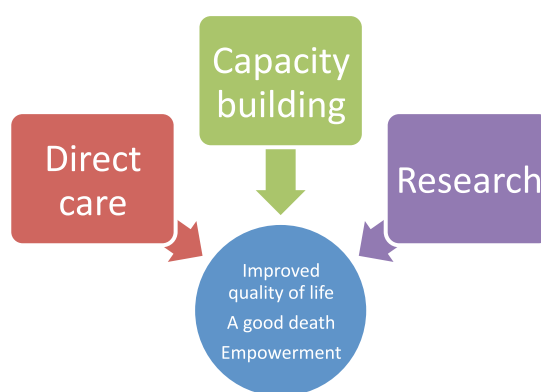 Capacity
building
Direct
care
Research
Improved
quality of life
A good death
Empowerment